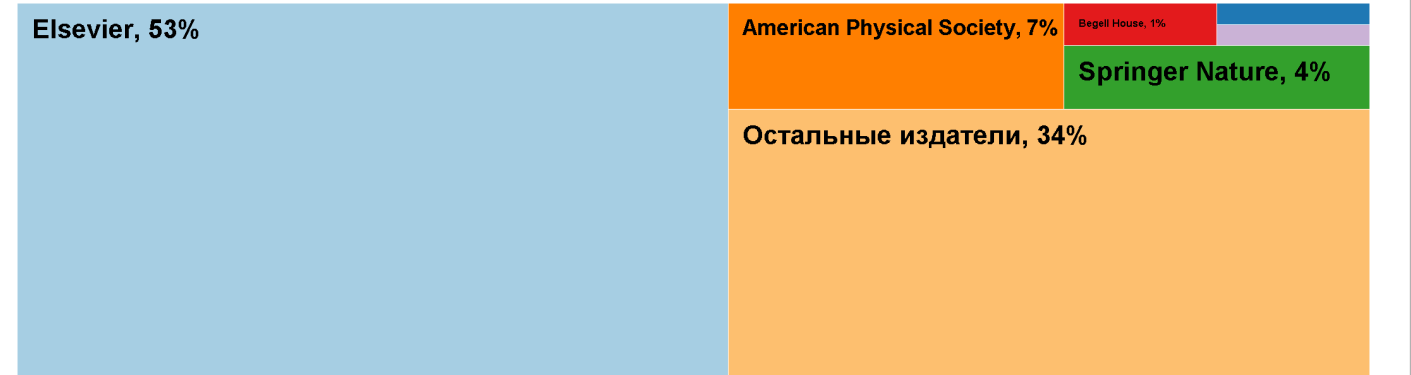 Elsevier, 53%
American Physical Society, 7%
Begell House, 1%
Springer Nature, 4%
Остальные издатели, 34%